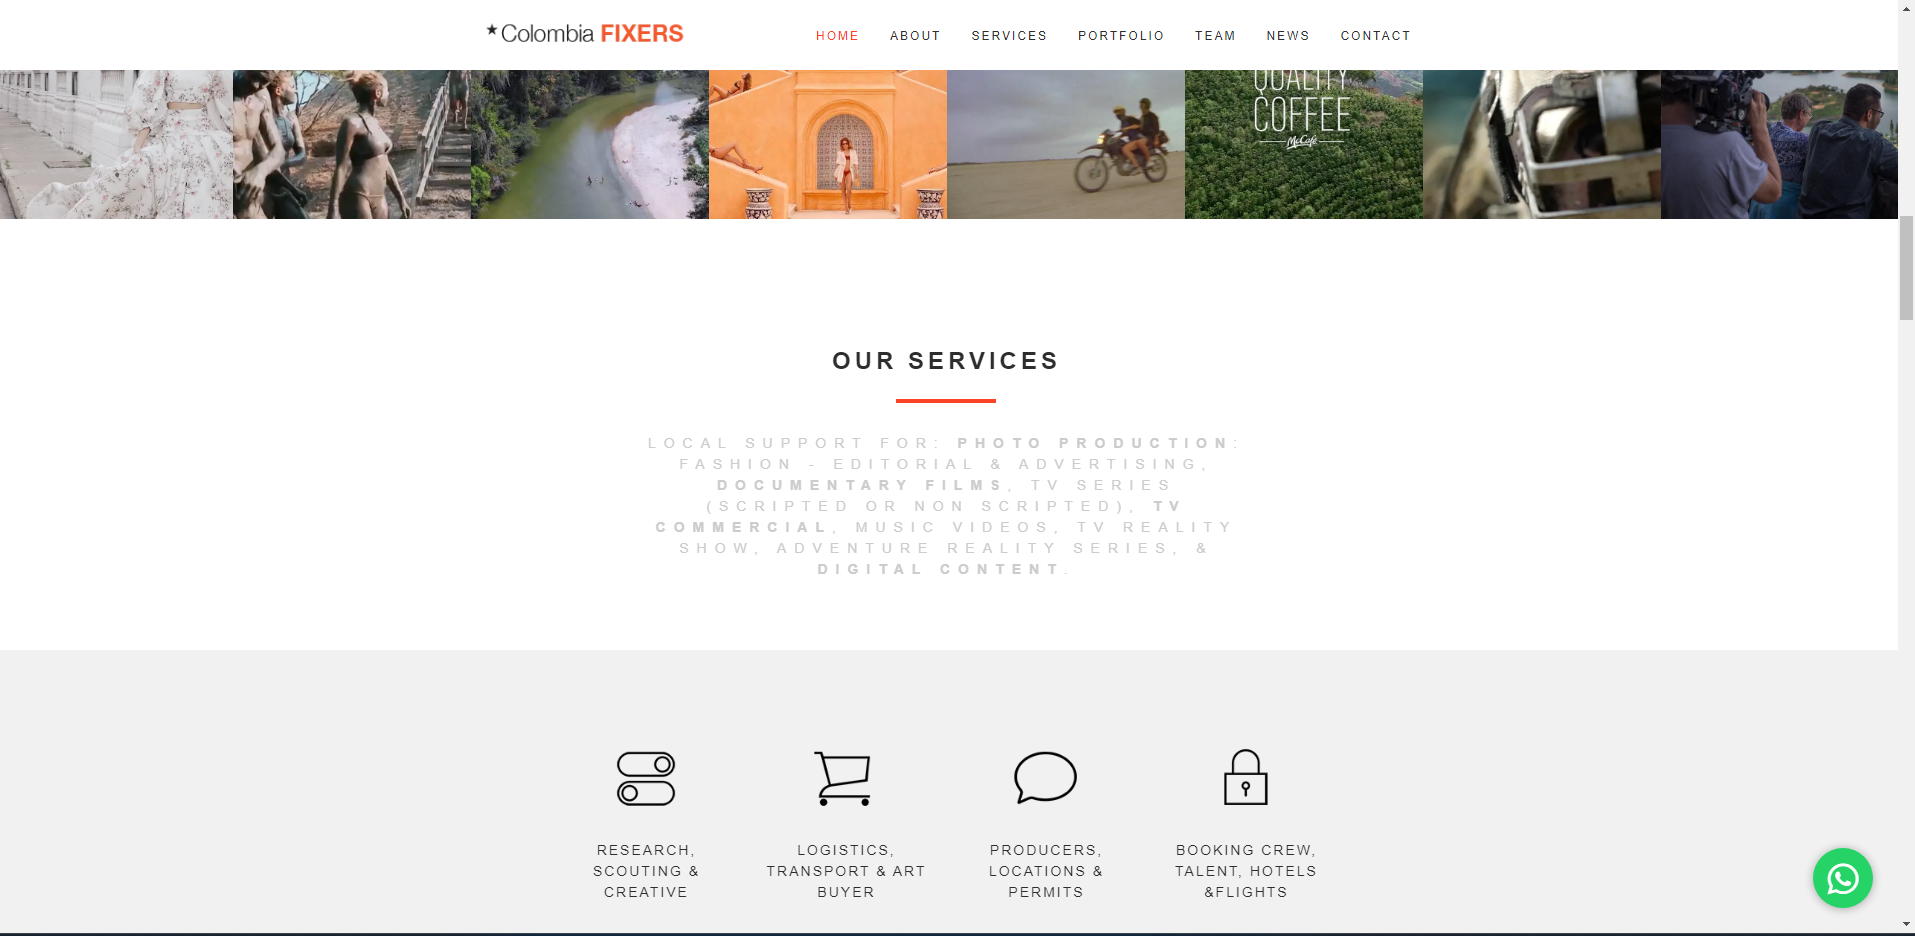 ★Colombia FIXERS
HOME ABOUT SERVICES PORTFOLIO TEAM NEWS CONTACT
QUALITY
COFFEE
McCafé
OUR SERVICES
LOCAL SUPPORT FOR: PHOTO PRODUCTION:
FASHION - EDITORIAL & ADVERTISING,
DOCUMENTARY FILMS, TV SERIES
(SCRIPTED OR NON SCRIPTED), TV
COMMERCIAL, MUSIC VIDEOS, TV REALITY
SHOW, ADVENTURE REALITY SERIES, &
DIGITAL CONTENT.
RESEARCH,
SCOUTING &
CREATIVE
LOGISTICS,
TRANSPORT & ART
BUYER
PRODUCERS,
LOCATIONS &
PERMITS
BOOKING CREW,
TALENT, HOTELS
&FLIGHTS